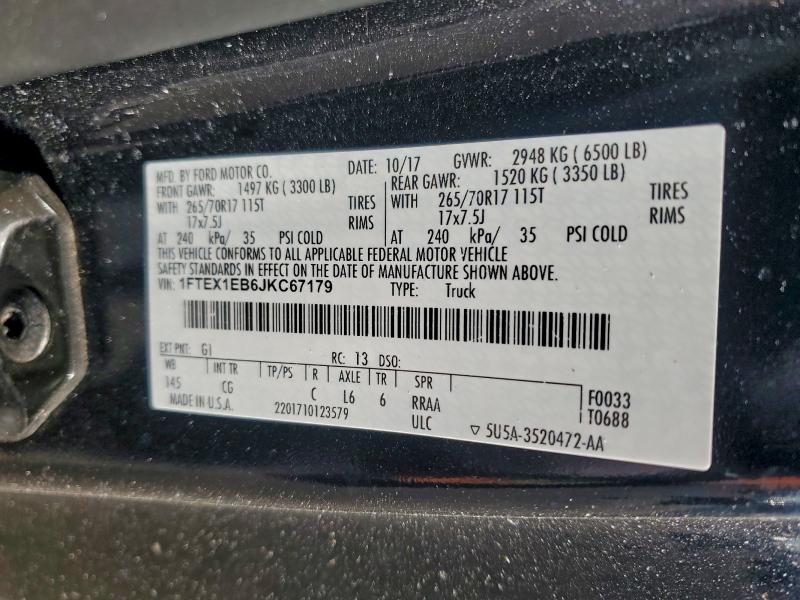 MFD. BY FORD MOTOR CO. DATE: 10/17 GVWR: 2948 KG ( 6500 LB)
FRONT GAWR: 1497 KG ( 3300 LB) REAR GAWR: 1520 KG ( 3350 LB)
WITH 265/70R17 115T TIRES WITH 265/70R17 115T TIRES
17x7.5J RIMS 17x7.5J RIMS
AT 240 kPa/ 35 PSI COLD AT 240 kPa/ 35 PSI COLD
THIS VEHICLE CONFORMS TO ALL APPLICABLE FEDERAL MOTOR VEHICLE
SAFETY STANDARDS IN EFFECT ON THE DATE OF MANUFACTURE SHOWN ABOVE.
VIN: 1FTEX1EB6JKC67179 TYPE: Truck
EXT PNT: G1 RC: 13 DSO:
WB INT TR TP/PS R AXLE TR SPR
145 CG C L6 6 RRAA F0033
MADE IN U.S.A. 2201710123579 ULC T0688
▽ 5U5A-3520472-AA